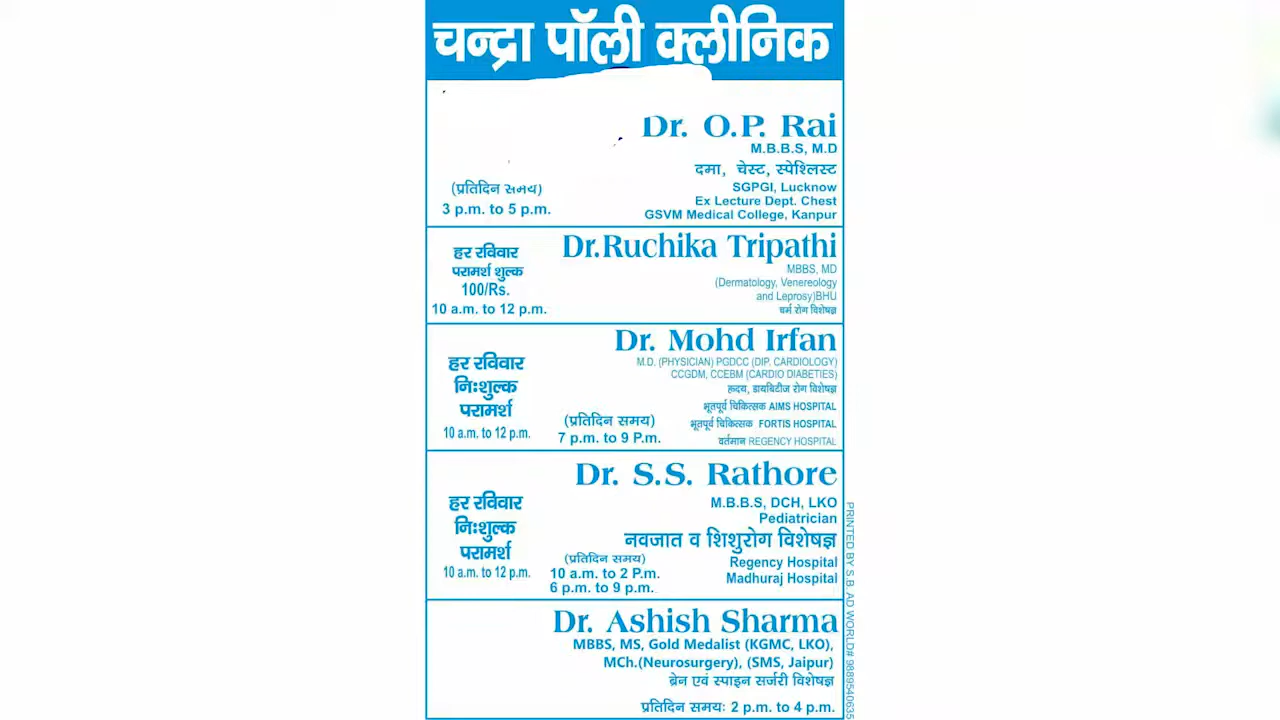 चन्द्रा पॉली क्लीनिक
Dr. O.P. Rai
M.B.B.S, M.D
दमा, चेस्ट, स्पेश्लिस्ट
SGPGI, Lucknow
Ex Lecture Dept. Chest
GSVM Medical College, Kanpur
(प्रतिदिन समय)
3 p.m. to 5 p.m.
हर रविवार
परामर्श शुल्क
100/Rs.
10 a.m. to 12 p.m.
Dr.Ruchika Tripathi
MBBS, MD
(Dermatology, Venereology
and Leprosy)BHU
चर्म रोग विशेषज्ञ
हर रविवार
निःशुल्क
परामर्श
10 a.m. to 12 p.m.
Dr. Mohd Irfan
M.D. (PHYSICIAN) PGDCC (DIP. CARDIOLOGY)
CCGDM, CCEBM (CARDIO DIABETIES)
हृदय, डायबिटीज रोग विशेषज्ञ
भूतपूर्व चिकित्सक AIMS HOSPITAL
भूतपूर्व चिकित्सक FORTIS HOSPITAL
वर्तमान REGENCY HOSPITAL
(प्रतिदिन समय)
7 p.m. to 9 P.m.
हर रविवार
निःशुल्क
परामर्श
10 a.m. to 12 p.m.
Dr. S.S. Rathore
M.B.B.S, DCH, LKO
Pediatrician
नवजात व शिशुरोग विशेषज्ञ
Regency Hospital
Madhuraj Hospital
(प्रतिदिन समय)
10 a.m. to 2 P.m.
6 p.m. to 9 p.m.
Dr. Ashish Sharma
MBBS, MS, Gold Medalist (KGMC, LKO),
MCh.(Neurosurgery), (SMS, Jaipur)
ब्रेन एवं स्पाइन सर्जरी विशेषज्ञ
प्रतिदिन समयः 2 p.m. to 4 p.m.
PRINTED BY S.B. AD WORLD# 9889540635